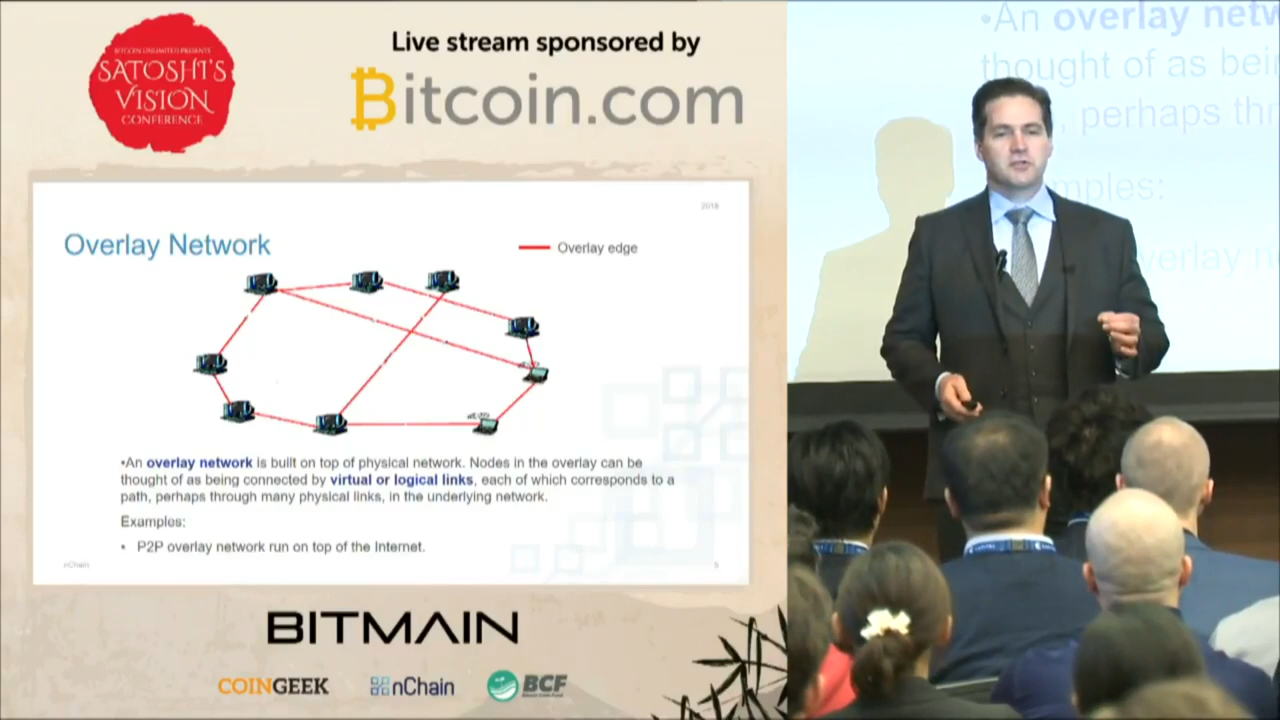 BITCOIN UNLIMITED PRESENTS
SATOSHI'S
VISION
CONFERENCE
Live stream sponsored by
Bitcoin.com
2018
Overlay Network
Overlay edge
•An overlay network is built on top of physical network. Nodes in the overlay can be
thought of as being connected by virtual or logical links, each of which corresponds to a
path, perhaps through many physical links, in the underlying network.
Examples:
• P2P overlay network run on top of the Internet.
nChain
5
BITMAIN
COINGEEK
nChain
BCF
•An overlay netw
thought of as bei
, perhaps thr
mples:
verlay ru